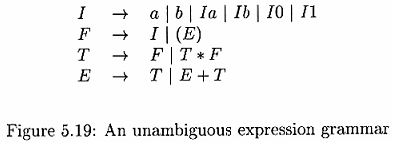 I → a | b | Ia | Ib | I0 | I1
F → I | (E)
T → F | T * F
E → T | E + T
Figure 5.19: An unambiguous expression grammar